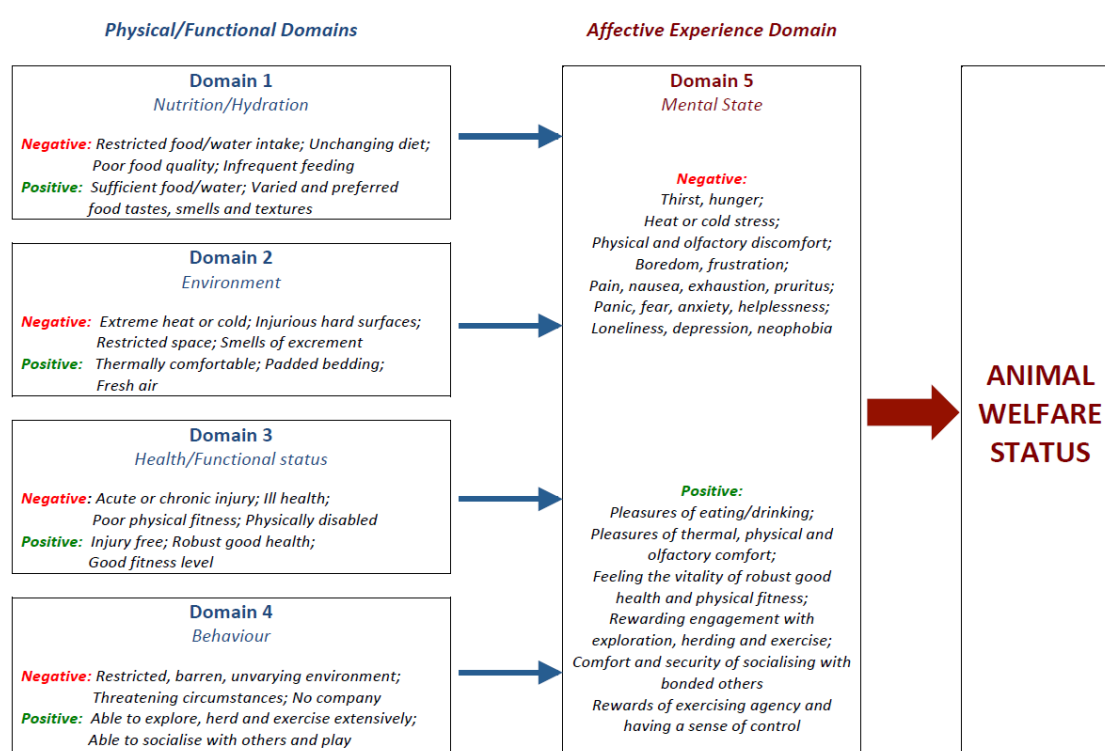 Physical/Functional Domains
Affective Experience Domain
Domain 1
Nutrition/Hydration
Negative: Restricted food/water intake; Unchanging diet;
Poor food quality; Infrequent feeding
Positive: Sufficient food/water; Varied and preferred
food tastes, smells and textures
Domain 2
Environment
Negative: Extreme heat or cold; Injurious hard surfaces;
Restricted space; Smells of excrement
Positive: Thermally comfortable; Padded bedding;
Fresh air
Domain 3
Health/Functional status
Negative: Acute or chronic injury; Ill health;
Poor physical fitness; Physically disabled
Positive: Injury free; Robust good health;
Good fitness level
Domain 4
Behaviour
Negative: Restricted, barren, unvarying environment;
Threatening circumstances; No company
Positive: Able to explore, herd and exercise extensively;
Able to socialise with others and play
Domain 5
Mental State
Negative:
Thirst, hunger;
Heat or cold stress;
Physical and olfactory discomfort;
Boredom, frustration;
Pain, nausea, exhaustion, pruritus;
Panic, fear, anxiety, helplessness;
Loneliness, depression, neophobia
Positive:
Pleasures of eating/drinking;
Pleasures of thermal, physical and
olfactory comfort;
Feeling the vitality of robust good
health and physical fitness;
Rewarding engagement with
exploration, herding and exercise;
Comfort and security of socialising with
bonded others
Rewards of exercising agency and
having a sense of control
ANIMAL
WELFARE
STATUS